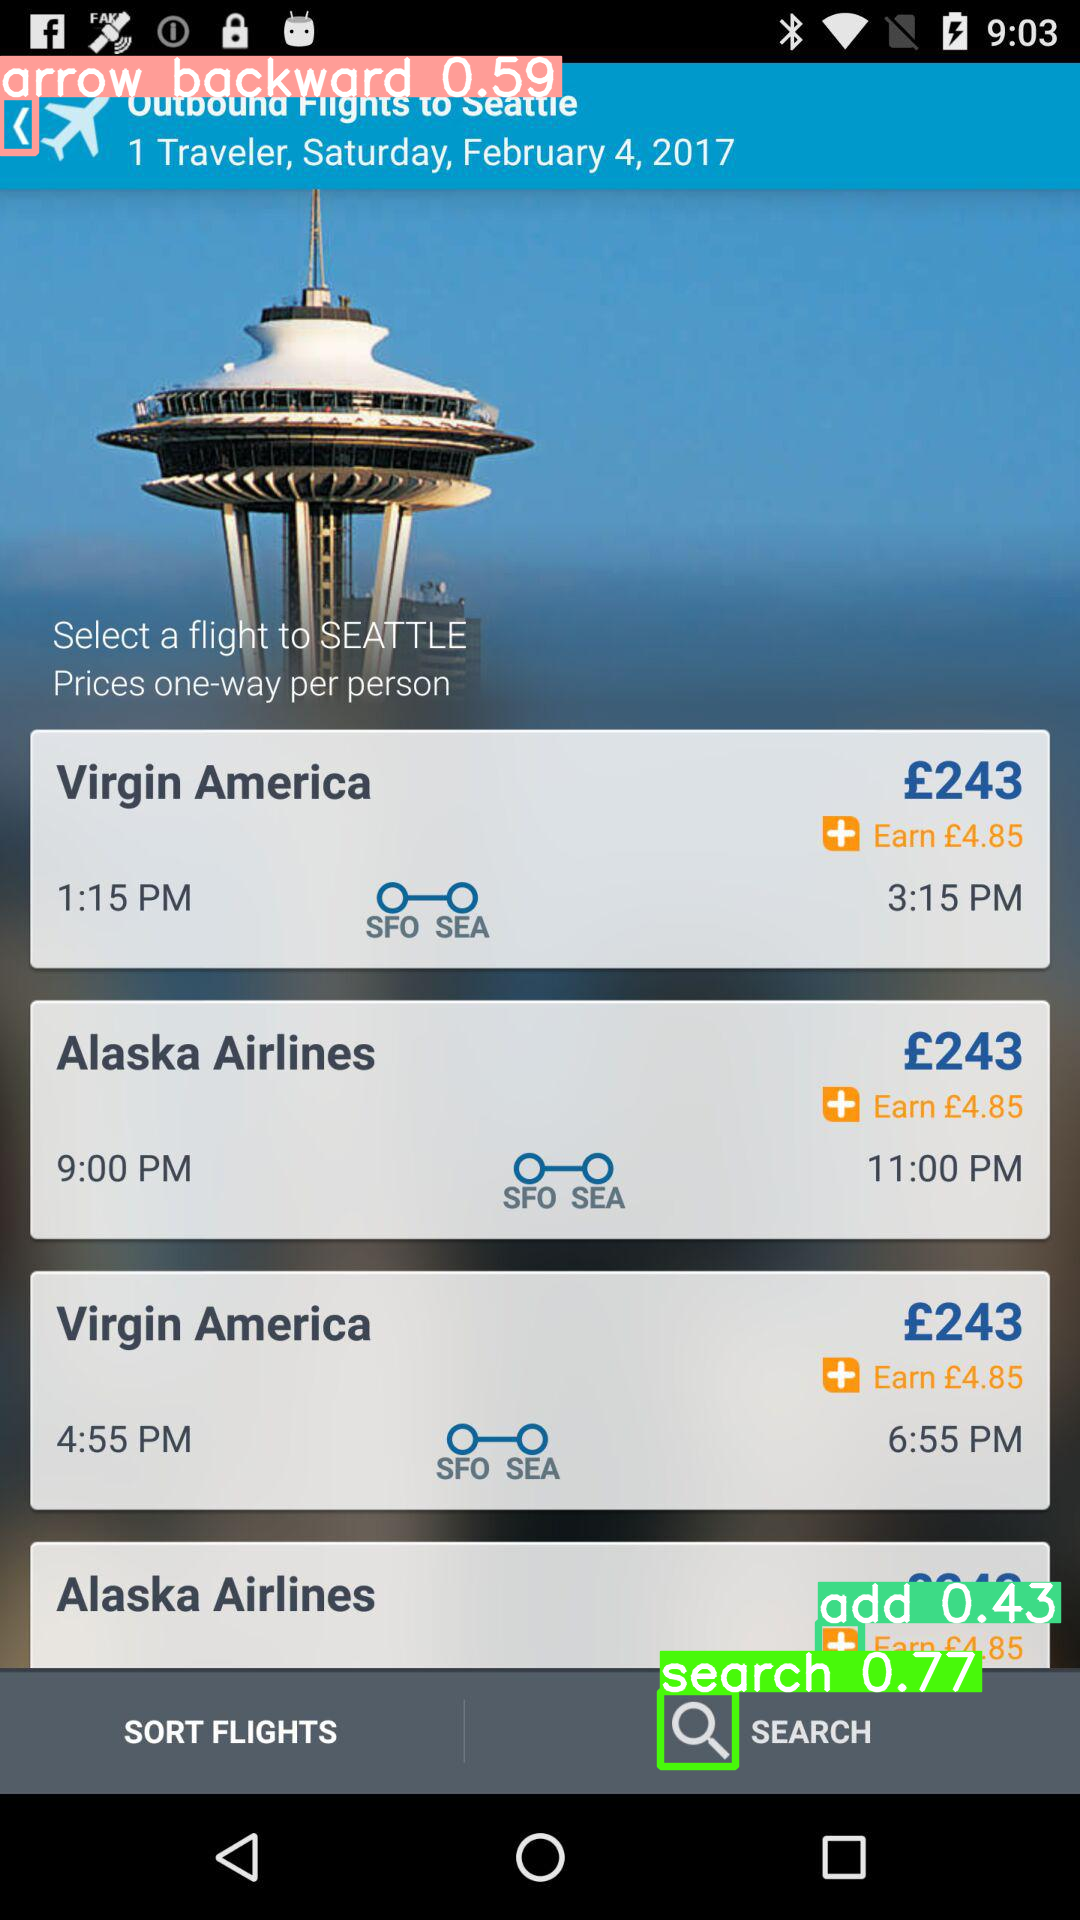 FAK
9:03
arrow backward 0.59
Outbound Flights to Seattle
1 Traveler, Saturday, February 4, 2017
Select a flight to SEATTLE
Prices one-way per person
Virgin America £243
Earn £4.85
1:15 PM SFO SEA 3:15 PM
Alaska Airlines £243
Earn £4.85
9:00 PM SFO SEA 11:00 PM
Virgin America £243
Earn £4.85
4:55 PM SFO SEA 6:55 PM
Alaska Airlines
add 0.43
Earn £4.85
search 0.77
SORT FLIGHTS SEARCH